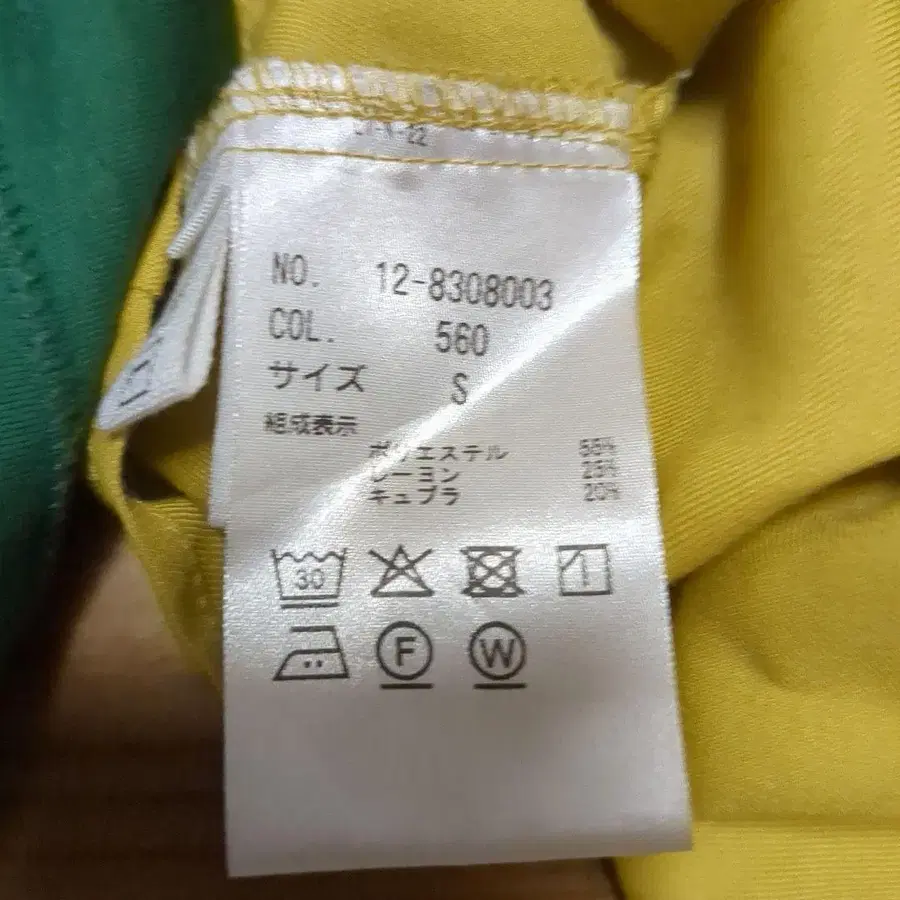 NO. 12-8308003
COL. 560
サイズ S
組成表示
ポリエステル 55%
レーヨン 25%
キュプラ 20%
30
F W